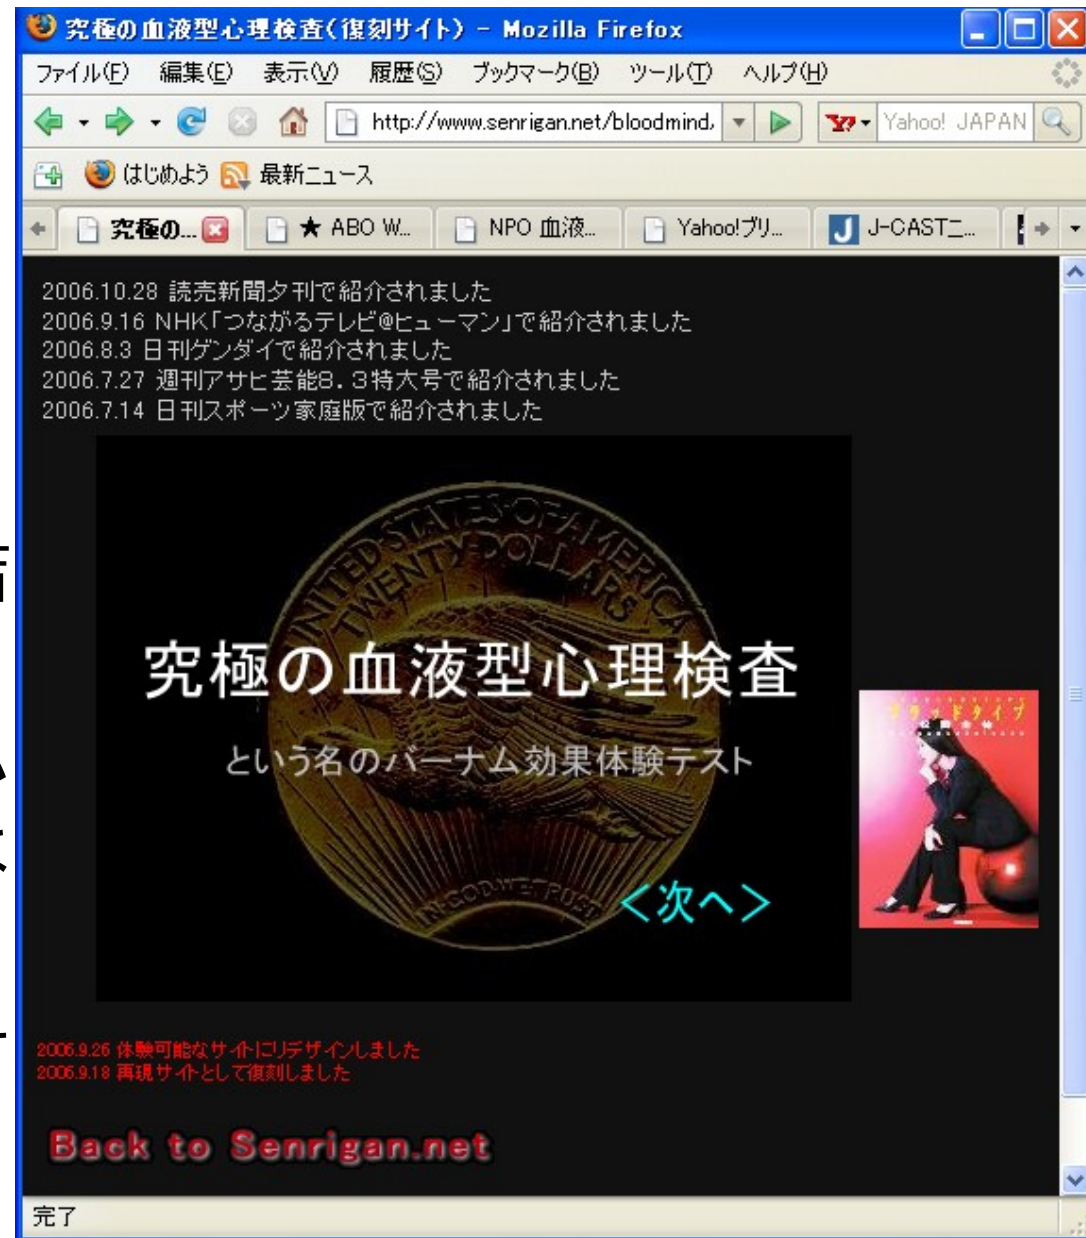 究極の血液型心理検査(復刻サイト) - Mozilla Firefox
ファイル(F) 編集(E) 表示(V) 履歴(S) ブックマーク(B) ツール(T) ヘルプ(H)
http://www.senrigan.net/bloodmind, Yahoo! JAPAN
はじめよう 最新ニュース
究極の... ★ ABO W... NPO 血液... Yahoo!ブリ... J-CASTニ...
2006.10.28 読売新聞夕刊で紹介されました
2006.9.16 NHK「つながるテレビ@ヒューマン」で紹介されました
2006.8.3 日刊ゲンダイで紹介されました
2006.7.27 週刊アサヒ芸能8.3特大号で紹介されました
2006.7.14 日刊スポーツ家庭版で紹介されました
UNITED STATES OF AMERICA
TWENTY DOLLARS
究極の血液型心理検査
という名のバーナム効果体験テスト
ブラッドタイプ
IN GOD WE TRUST
<次へ>
2006.9.26 体験可能なサイトにリデザインしました
2006.9.18 再現サイトとして復刻しました
Back to Senrigan.net
完了